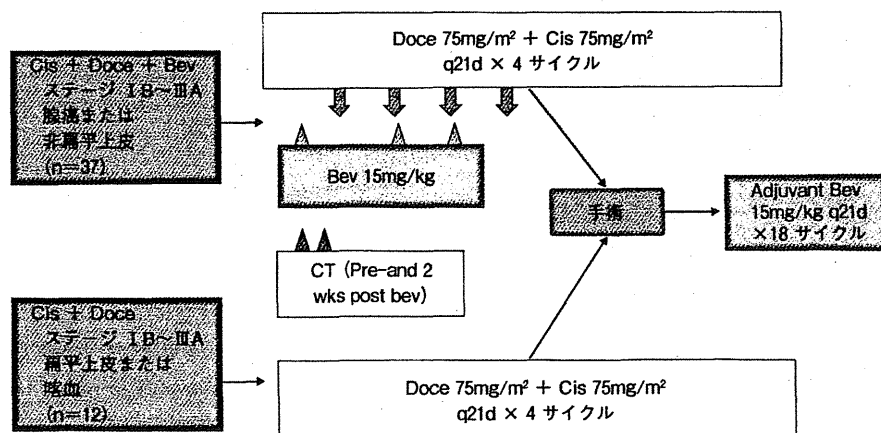 Doce 75mg/m² + Cis 75mg/m²
q21d × 4 サイクル
Cis + Doce + Bev
ステージ ⅠB～ⅢA
腺癌または
非扁平上皮
(n=37)
Bev 15mg/kg
手術
Adjuvant Bev
15mg/kg q21d
×18 サイクル
CT (Pre-and 2
wks post bev)
Cis + Doce
ステージ ⅠB～ⅢA
扁平上皮または
喀血
(n=12)
Doce 75mg/m² + Cis 75mg/m²
q21d × 4 サイクル